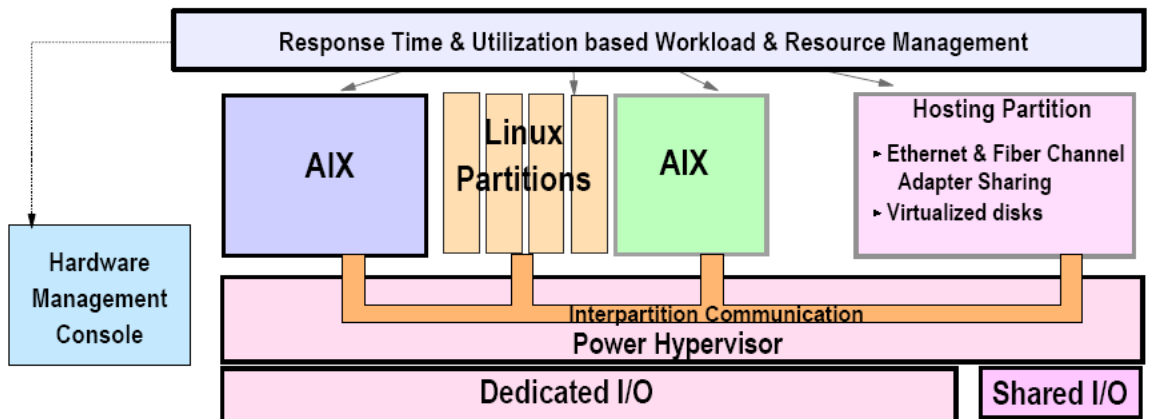 Response Time & Utilization based Workload & Resource Management
AIX
Linux
Partitions
AIX
Hosting Partition
▸ Ethernet & Fiber Channel
Adapter Sharing
▸ Virtualized disks
Hardware
Management
Console
Interpartition Communication
Power Hypervisor
Dedicated I/O
Shared I/O